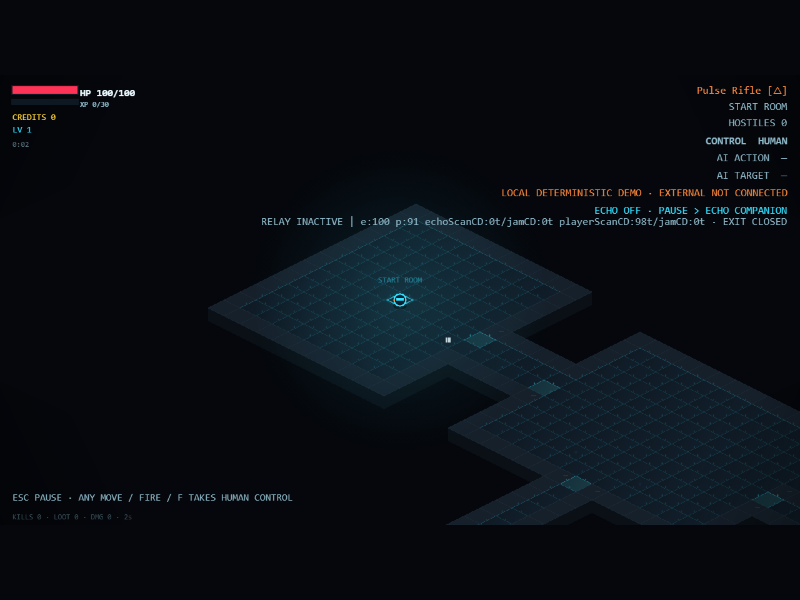 HP 100/100
XP 0/30
CREDITS 0
LV 1
0:02
Pulse Rifle [△]
START ROOM
HOSTILES 0
CONTROL HUMAN
AI ACTION —
AI TARGET —
LOCAL DETERMINISTIC DEMO · EXTERNAL NOT CONNECTED
ECHO OFF · PAUSE > ECHO COMPANION
RELAY INACTIVE | e:100 p:91 echoScanCD:0t/jamCD:0t playerScanCD:98t/jamCD:0t · EXIT CLOSED
START ROOM
ESC PAUSE · ANY MOVE / FIRE / F TAKES HUMAN CONTROL
KILLS 0 · LOOT 0 · DMG 0 · 2s